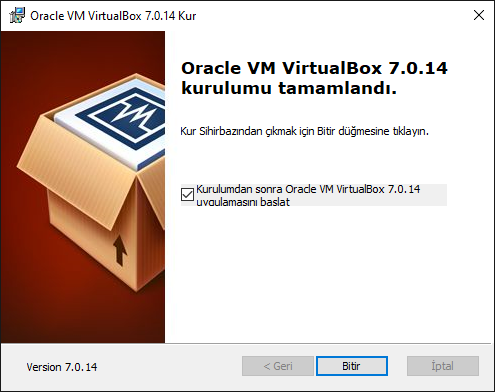 Oracle VM VirtualBox 7.0.14 Kur
Oracle VM VirtualBox 7.0.14
kurulumu tamamlandı.
Kur Sihirbazından çıkmak için Bitir düğmesine tıklayın.
Kurulumdan sonra Oracle VM VirtualBox 7.0.14
uygulamasını başlat
Version 7.0.14
< Geri
Bitir
İptal